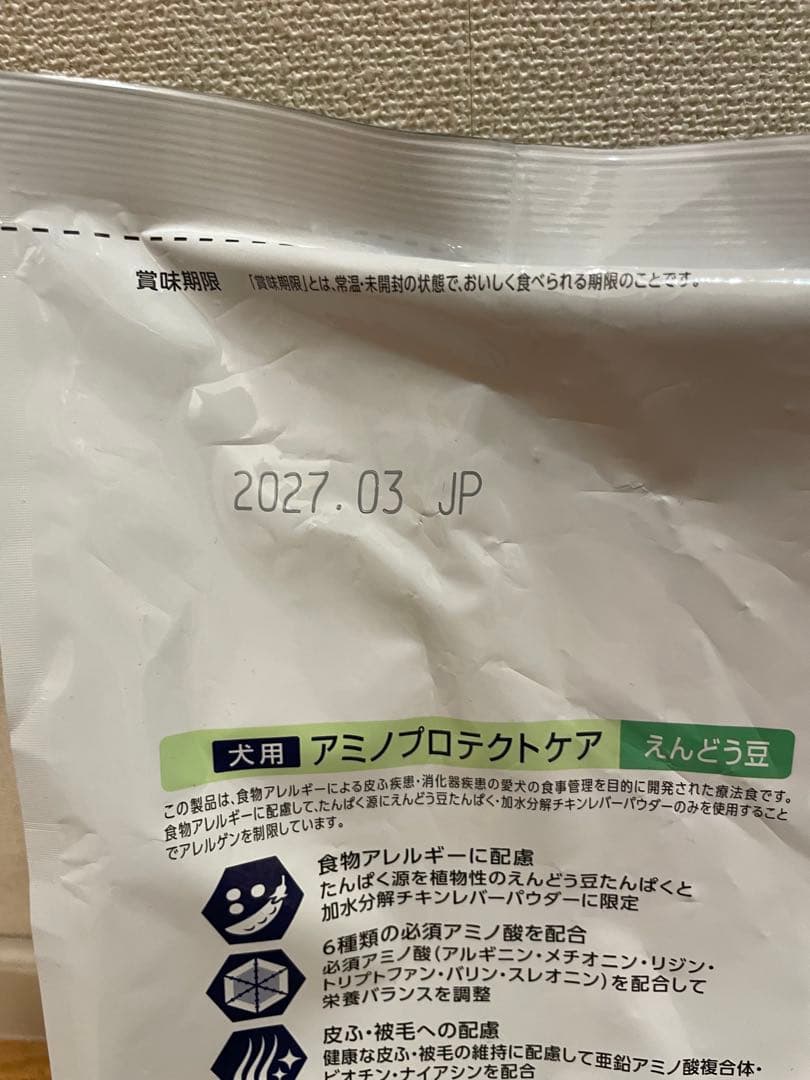 賞味期限 「賞味期限」とは、常温・未開封の状態で、おいしく食べられる期限のことです。
2027.03 JP
犬用 アミノプロテクトケア えんどう豆
この製品は、食物アレルギーによる皮ふ疾患・消化器疾患の愛犬の食事管理を目的に開発された療法食です。
食物アレルギーに配慮して、たんぱく源にえんどう豆たんぱく・加水分解チキンレバーパウダーのみを使用すること
でアレルゲンを制限しています。
食物アレルギーに配慮
たんぱく源を植物性のえんどう豆たんぱくと
加水分解チキンレバーパウダーに限定
6種類の必須アミノ酸を配合
必須アミノ酸（アルギニン・メチオニン・リジン・
トリプトファン・バリン・スレオニン）を配合して
栄養バランスを調整
皮ふ・被毛への配慮
健康な皮ふ・被毛の維持に配慮して亜鉛アミノ酸複合体・
ビオチン・ナイアシンを配合